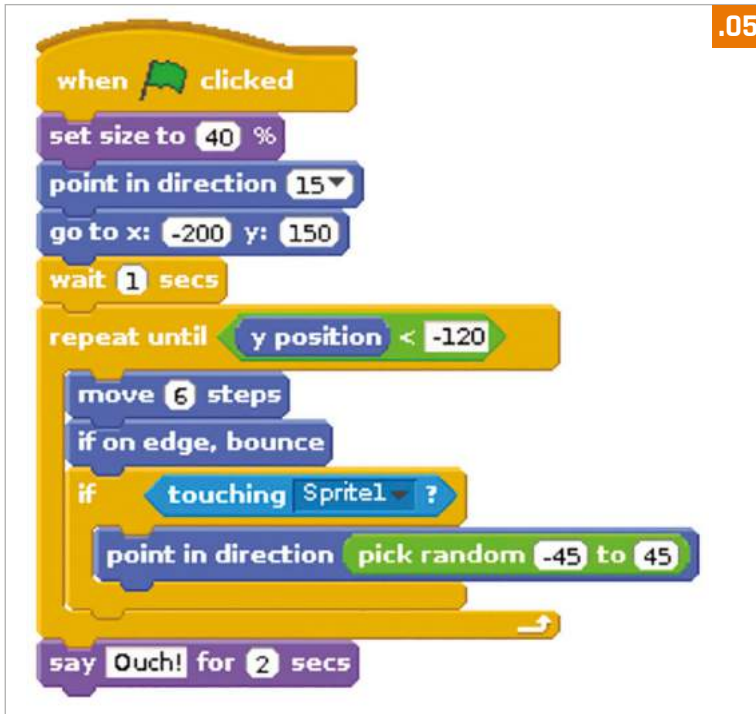 .05
when clicked
set size to 40 %
point in direction 15
go to x: -200 y: 150
wait 1 secs
repeat until y position < -120
move 6 steps
if on edge, bounce
if touching Sprite1 ?
point in direction pick random -45 to 45
say Ouch! for 2 secs